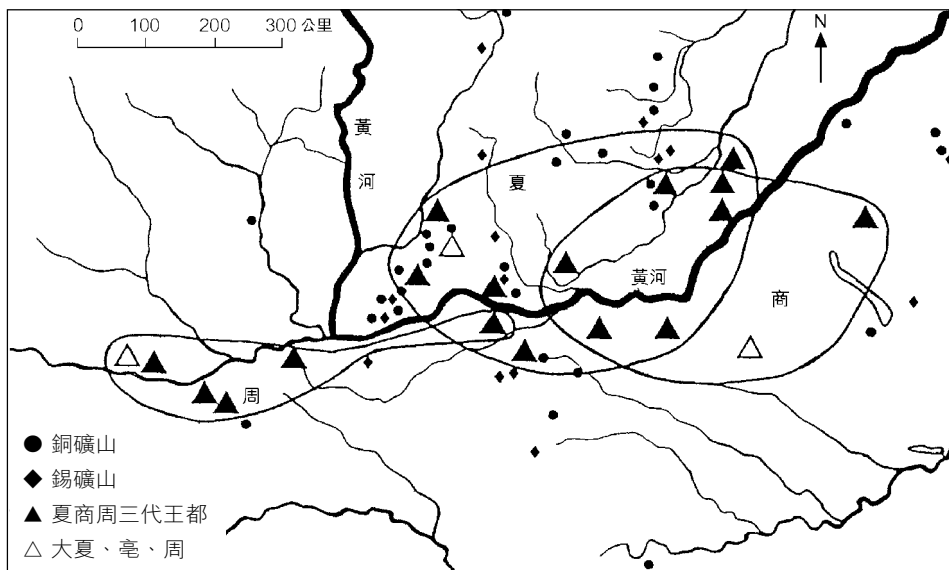 0 100 200 300 公里
N
黃
河
夏
黃河
商
周
銅礦山
錫礦山
夏商周三代王都
大夏、亳、周